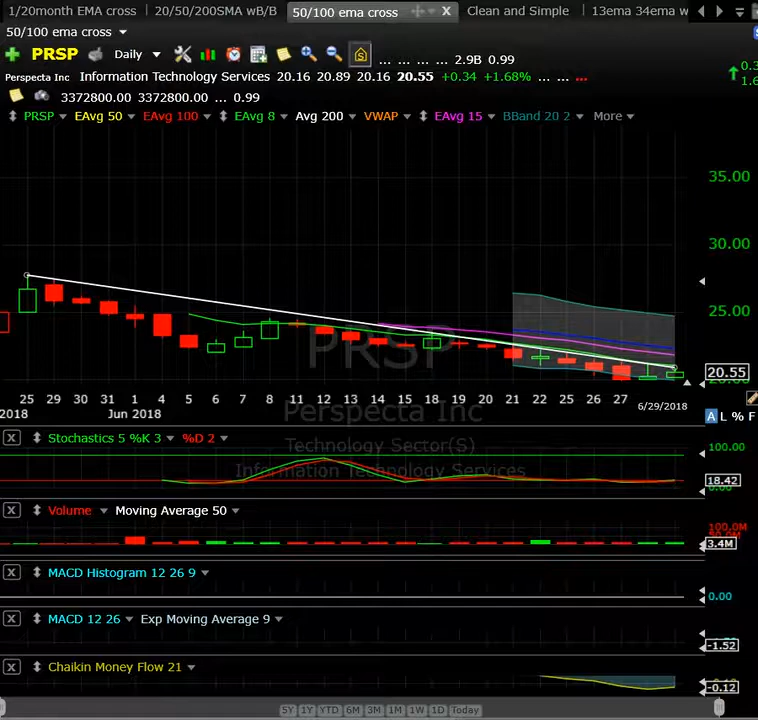 1/20month EMA cross 20/50/200SMA wB/B 50/100 ema cross X Clean and Simple 13ema 34ema w
50/100 ema cross
PRSP Daily ... ... ... ... 2.9B 0.99
Perspecta Inc Information Technology Services 20.16 20.89 20.16 20.55 +0.34 +1.68% ... ... ...
3372800.00 3372800.00 ... 0.99
PRSP EAvg 50 EAvg 100 EAvg 8 Avg 200 VWAP EAvg 15 BBand 20 2 More
35.00
30.00
25.00
PRSP
20.55
25 29 30 31 1 4 5 6 7 8 11 12 13 14 15 18 19 20 21 22 25 26 27 6/29/2018
2018 Jun 2018
Perspecta Inc
A L % F
Technology Sector(S)
Information Technology Services
X Stochastics 5 %K 3 %D 2 100.00
18.42
X Volume Moving Average 50 100.0M
3.4M
X MACD Histogram 12 26 9
0.00
X MACD 12 26 Exp Moving Average 9
-1.52
X Chaikin Money Flow 21
-0.12
5Y 1Y YTD 6M 3M 1M 1W 1D Today